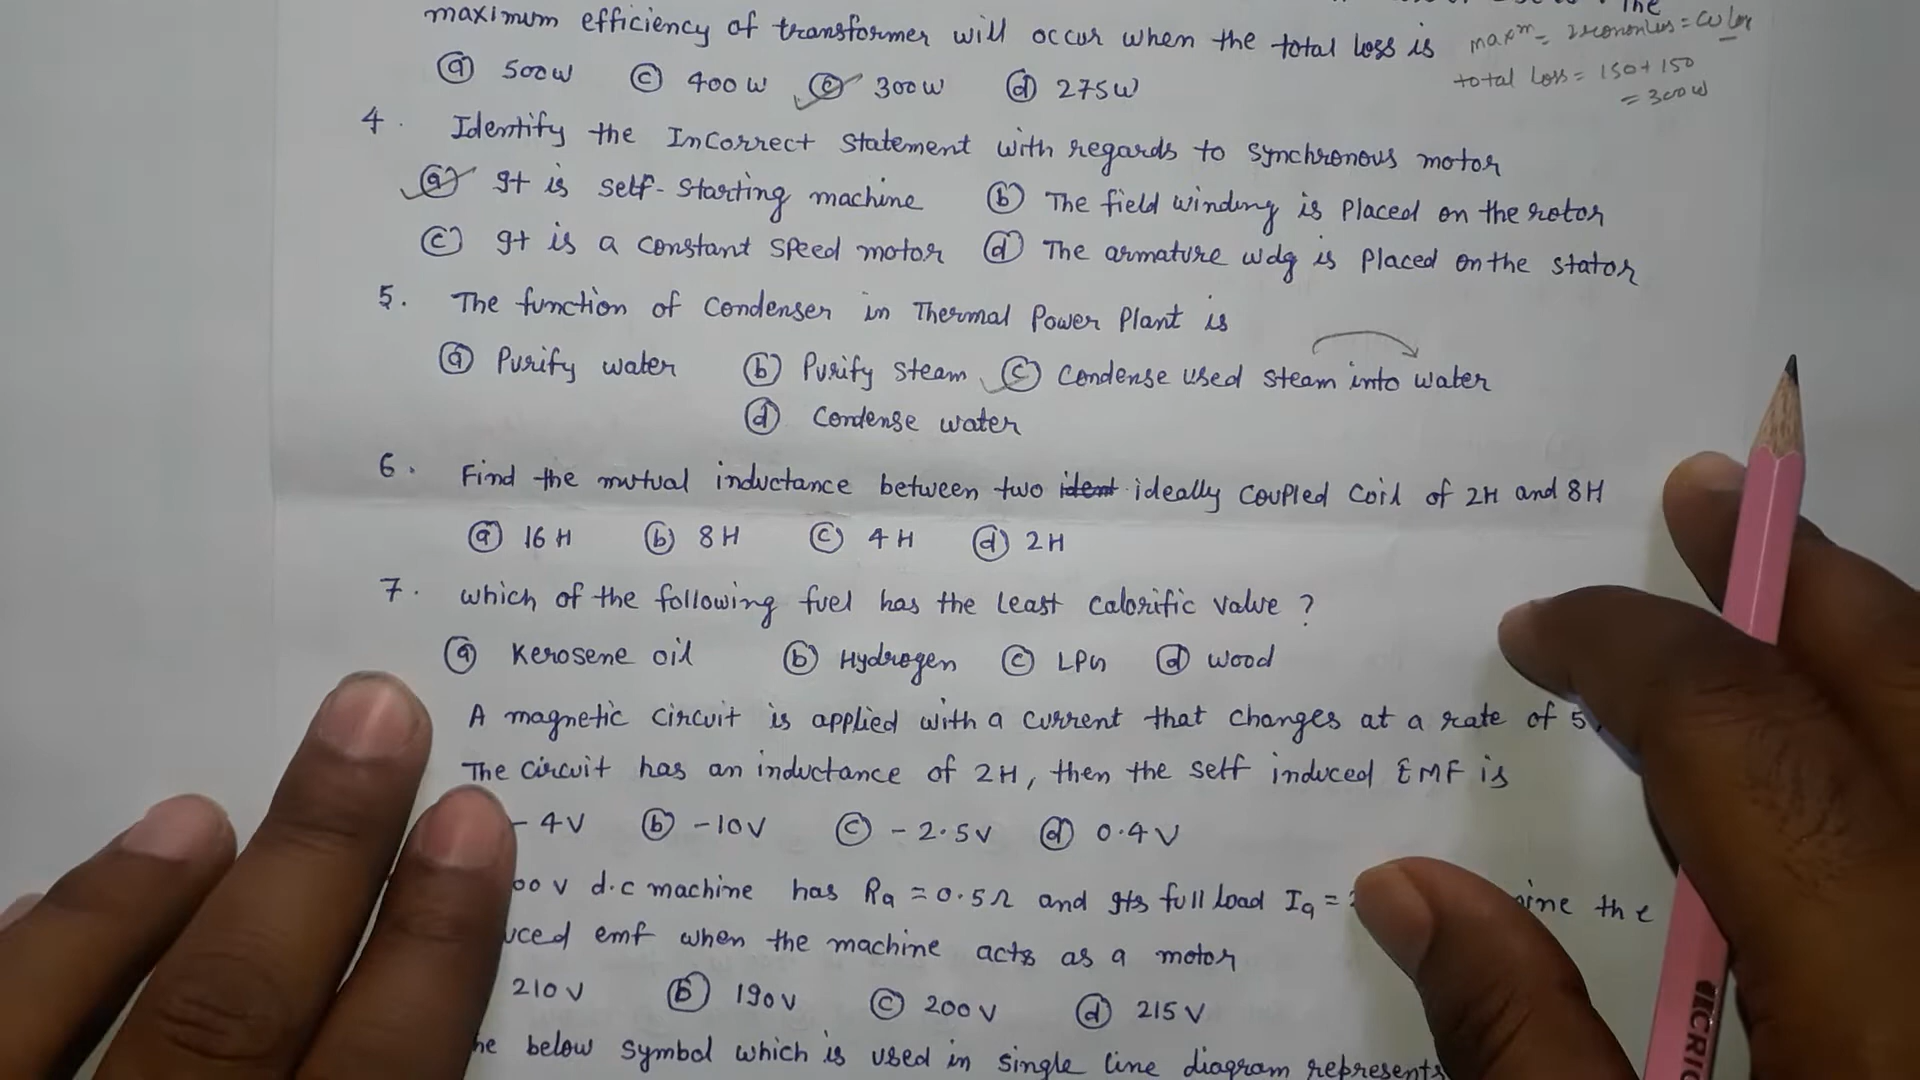 The
maximum efficiency of transformer will occur when the total loss is
maxm =
total loss = 150 + 150
= 300W
ⓐ 500W ⓒ 400W ⓒ 300W ⓓ 275W
4. Identify the InCorrect statement with regards to synchronous motor
ⓐ It is self-starting machine ⓑ The field winding is Placed on the rotor
ⓒ It is a constant speed motor ⓓ The armature wdg is Placed on the stator
5. The function of Condenser in Thermal Power Plant is
ⓐ Purify water ⓑ Purify steam ⓒ Condense used steam into water
ⓓ Condense water
6. Find the mutual inductance between two ident ideally coupled coil of 2H and 8H
ⓐ 16H ⓑ 8H ⓒ 4H ⓓ 2H
7. which of the following fuel has the least calorific value ?
ⓐ Kerosene oil ⓑ Hydrogen ⓒ LPG ⓓ wood
A magnetic circuit is applied with a current that changes at a rate of 5
The circuit has an inductance of 2H, then the self induced EMF is
- 4V ⓑ -10V ⓒ -2.5V ⓓ 0.4V
00 V d.c machine has Ra = 0.5Ω and Its full load Ia = the
uced emf when the machine acts as a motor
210V ⓑ 190V ⓒ 200V ⓓ 215V
he below symbol which is used in single line diagram represents